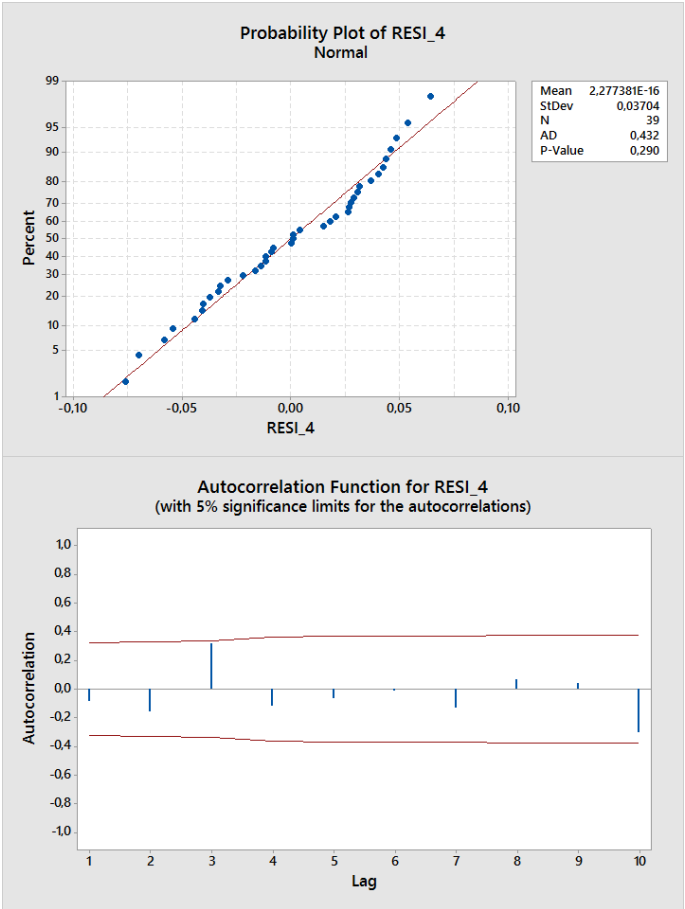 Probability Plot of RESI_4
Normal
99
95
90
80
70
60
50
40
30
20
10
5
1
Percent
-0,10 -0,05 0,00 0,05 0,10
RESI_4
Mean 2,277381E-16
StDev 0,03704
N 39
AD 0,432
P-Value 0,290
Autocorrelation Function for RESI_4
(with 5% significance limits for the autocorrelations)
1,0
0,8
0,6
0,4
0,2
0,0
-0,2
-0,4
-0,6
-0,8
-1,0
Autocorrelation
1 2 3 4 5 6 7 8 9 10
Lag